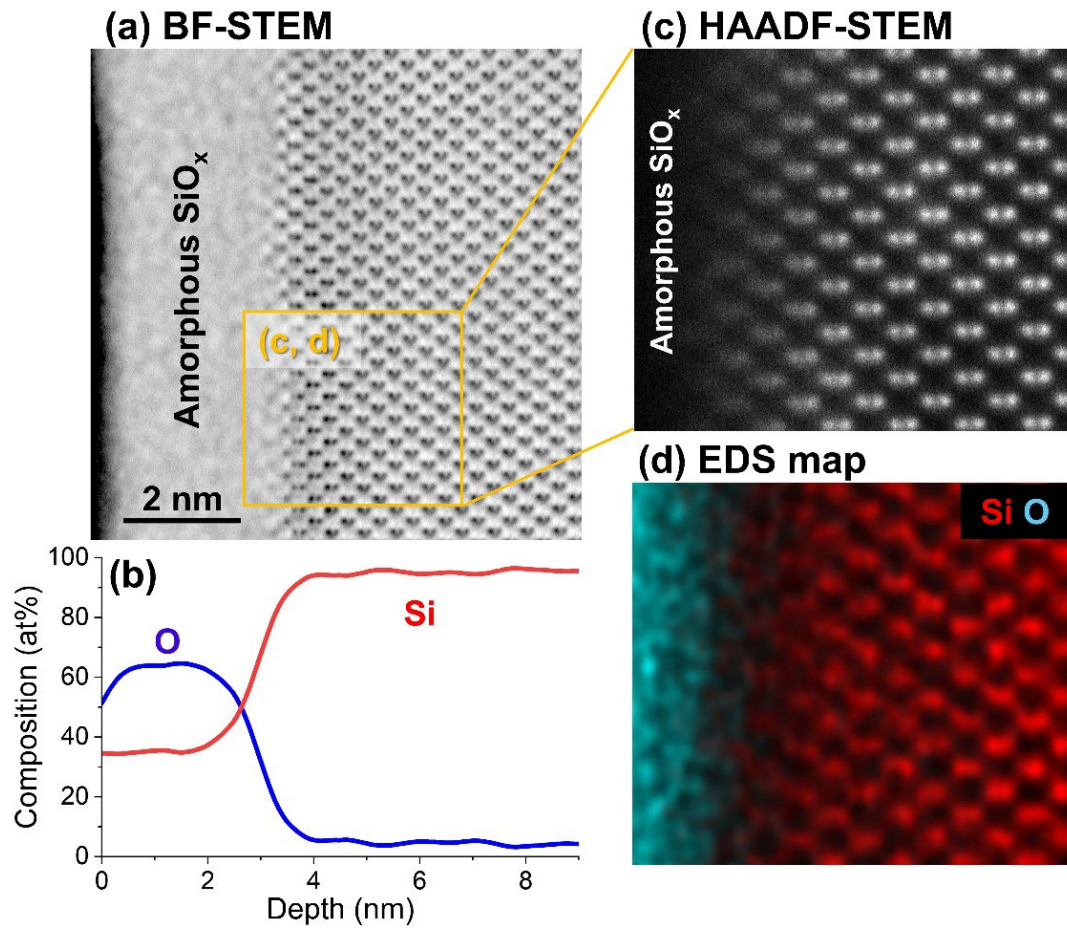 (a) BF-STEM
Amorphous SiOₓ
(c, d)
2 nm
(b)
O
Si
Composition (at%)
100
80
60
40
20
0
0 2 4 6 8
Depth (nm)
(c) HAADF-STEM
Amorphous SiOₓ
(d) EDS map
Si O